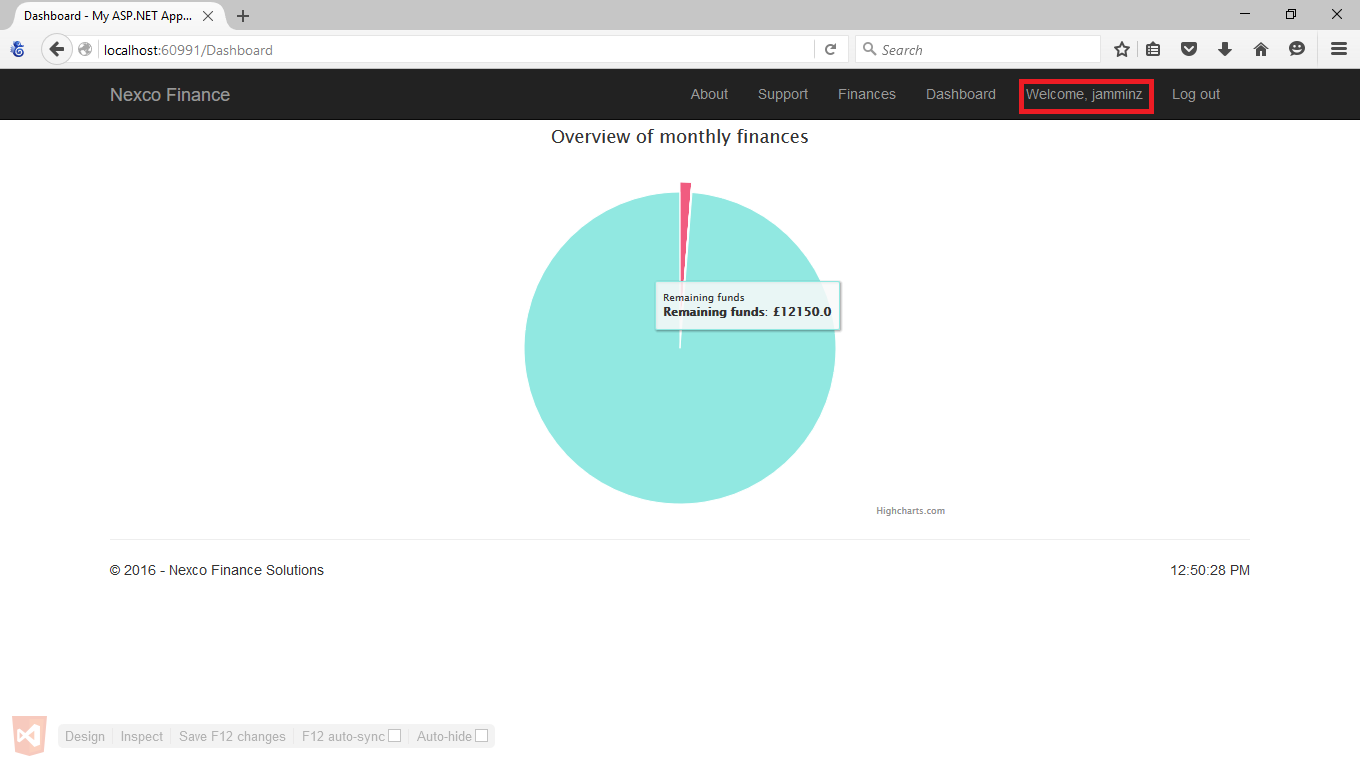 Dashboard - My ASP.NET App...
localhost:60991/Dashboard
Search
Nexco Finance
About Support Finances Dashboard Welcome, jamminz Log out
Overview of monthly finances
Remaining funds
Remaining funds: £12150.0
Highcharts.com
© 2016 - Nexco Finance Solutions
12:50:28 PM
Design Inspect Save F12 changes F12 auto-sync Auto-hide